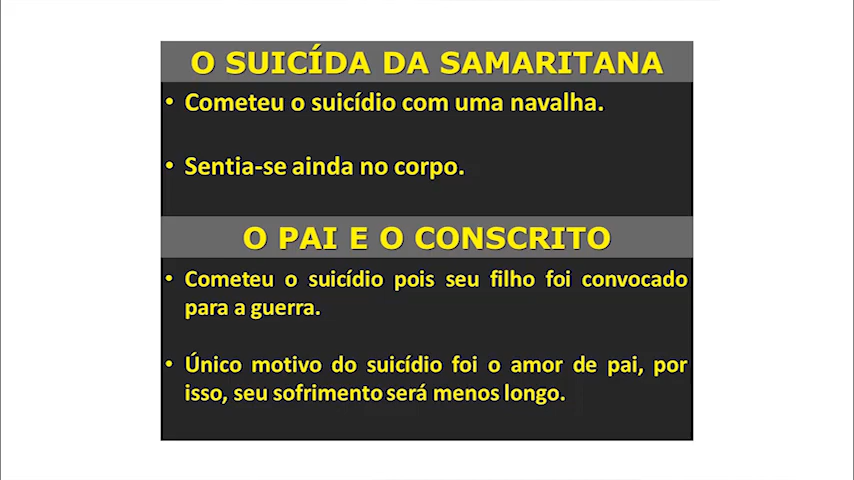 O SUICÍDA DA SAMARITANA
• Cometeu o suicídio com uma navalha.
• Sentia-se ainda no corpo.
O PAI E O CONSCRITO
• Cometeu o suicídio pois seu filho foi convocado
para a guerra.
• Único motivo do suicídio foi o amor de pai, por
isso, seu sofrimento será menos longo.